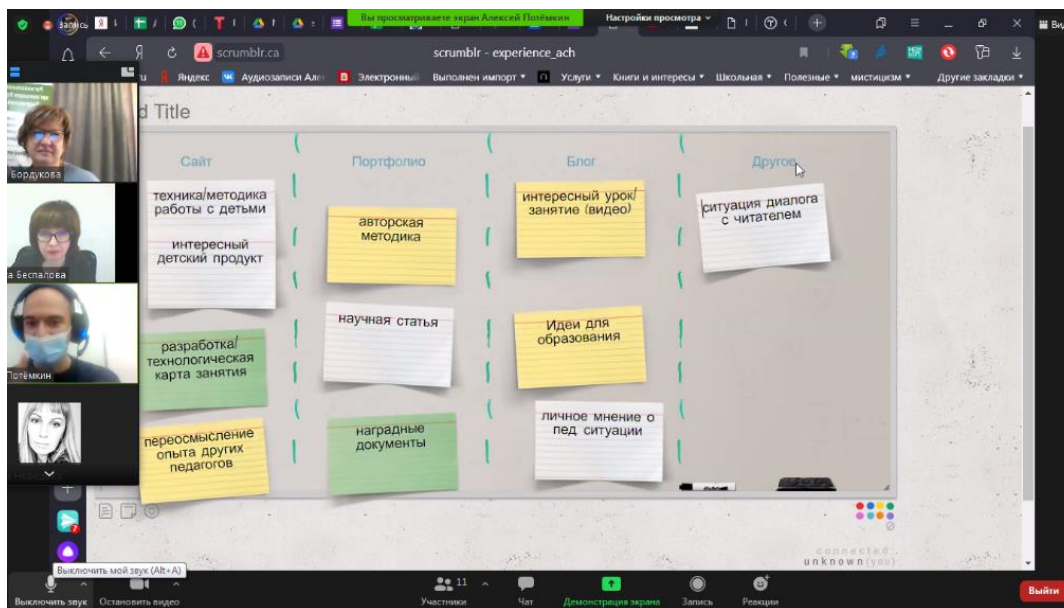 запись
Вы просматриваете экран Алексей Потёмкин
Настройки просмотра
scrumblr.ca
scrumblr - experience_ach
Яндекс
Аудиозаписи Але
Электронный
Выполнен импорт
Услуги
Книги и интересы
Школьная
Полезные
мистицизм
Другие закладки
d Title
Сайт
Портфолио
Блог
Другое
техника/методика
работы с детьми
интересный
детский продукт
разработка/
технологическая
карта занятия
переосмысление
опыта других
педагогов
авторская
методика
научная статья
наградные
документы
интересный урок/
занятие (видео)
Идеи для
образования
личное мнение о
пед ситуации
ситуация диалога
с читателем
Бордукова
а Беспалова
Потёмкин
connected
unknown (you)
Выключить мой звук (Alt+A)
Выключить звук
Остановить видео
11
Участники
Чат
Демонстрация экрана
Запись
Реакции
Выйти